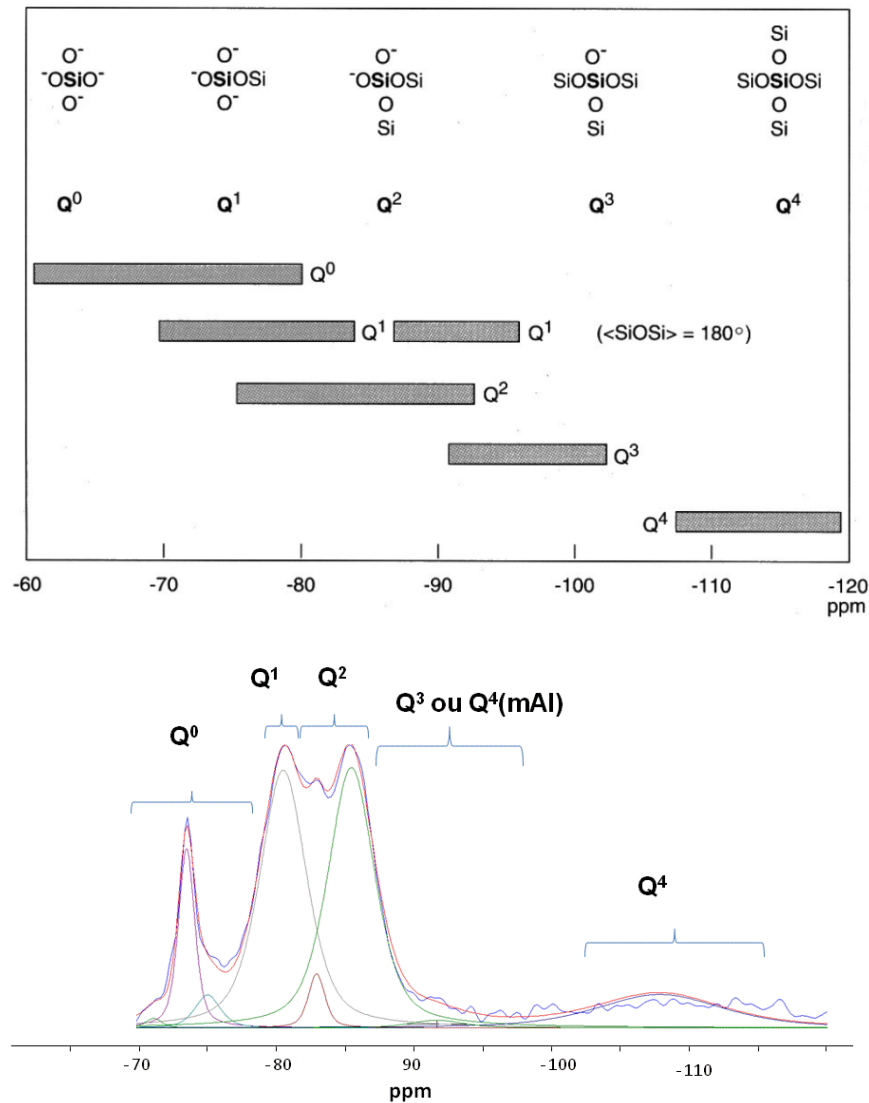 Si
O⁻ O⁻ O⁻ O⁻ O
⁻OSiO⁻ ⁻OSiOSi ⁻OSiOSi SiOSiOSi SiOSiOSi
O⁻ O⁻ O O O
Si Si Si
Q⁰ Q¹ Q² Q³ Q⁴
Q⁰
Q¹ Q¹ (<SiOSi> = 180°)
Q²
Q³
Q⁴
-60 -70 -80 -90 -100 -110 -120
ppm
Q¹ Q²
Q³ ou Q⁴(mAl)
Q⁰
Q⁴
-70 -80 90 -100 -110
ppm